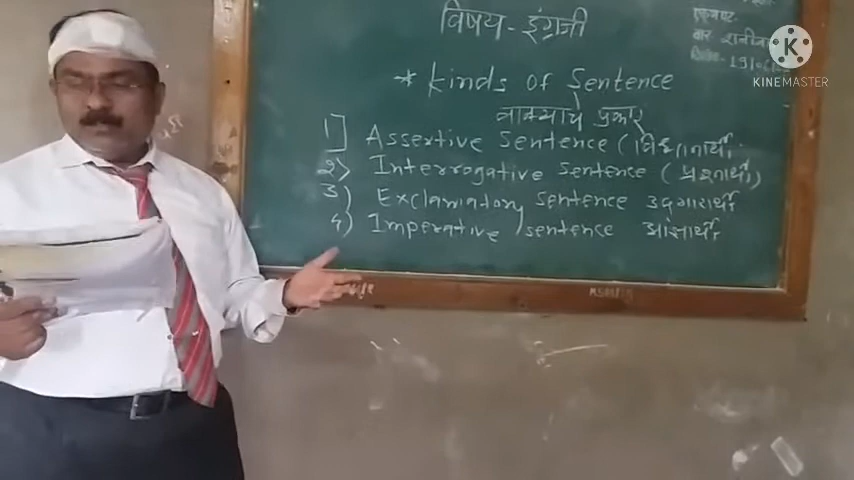 विषय - इंग्रजी
* Kinds of Sentence
वाक्याचे प्रकार
1] Assertive Sentence (विधानार्थी
2) Interrogative Sentence (प्रश्नार्थी)
3) Exclamatory Sentence उद्गारार्थी
4) Imperative Sentence आज्ञार्थी
K
KINEMASTER